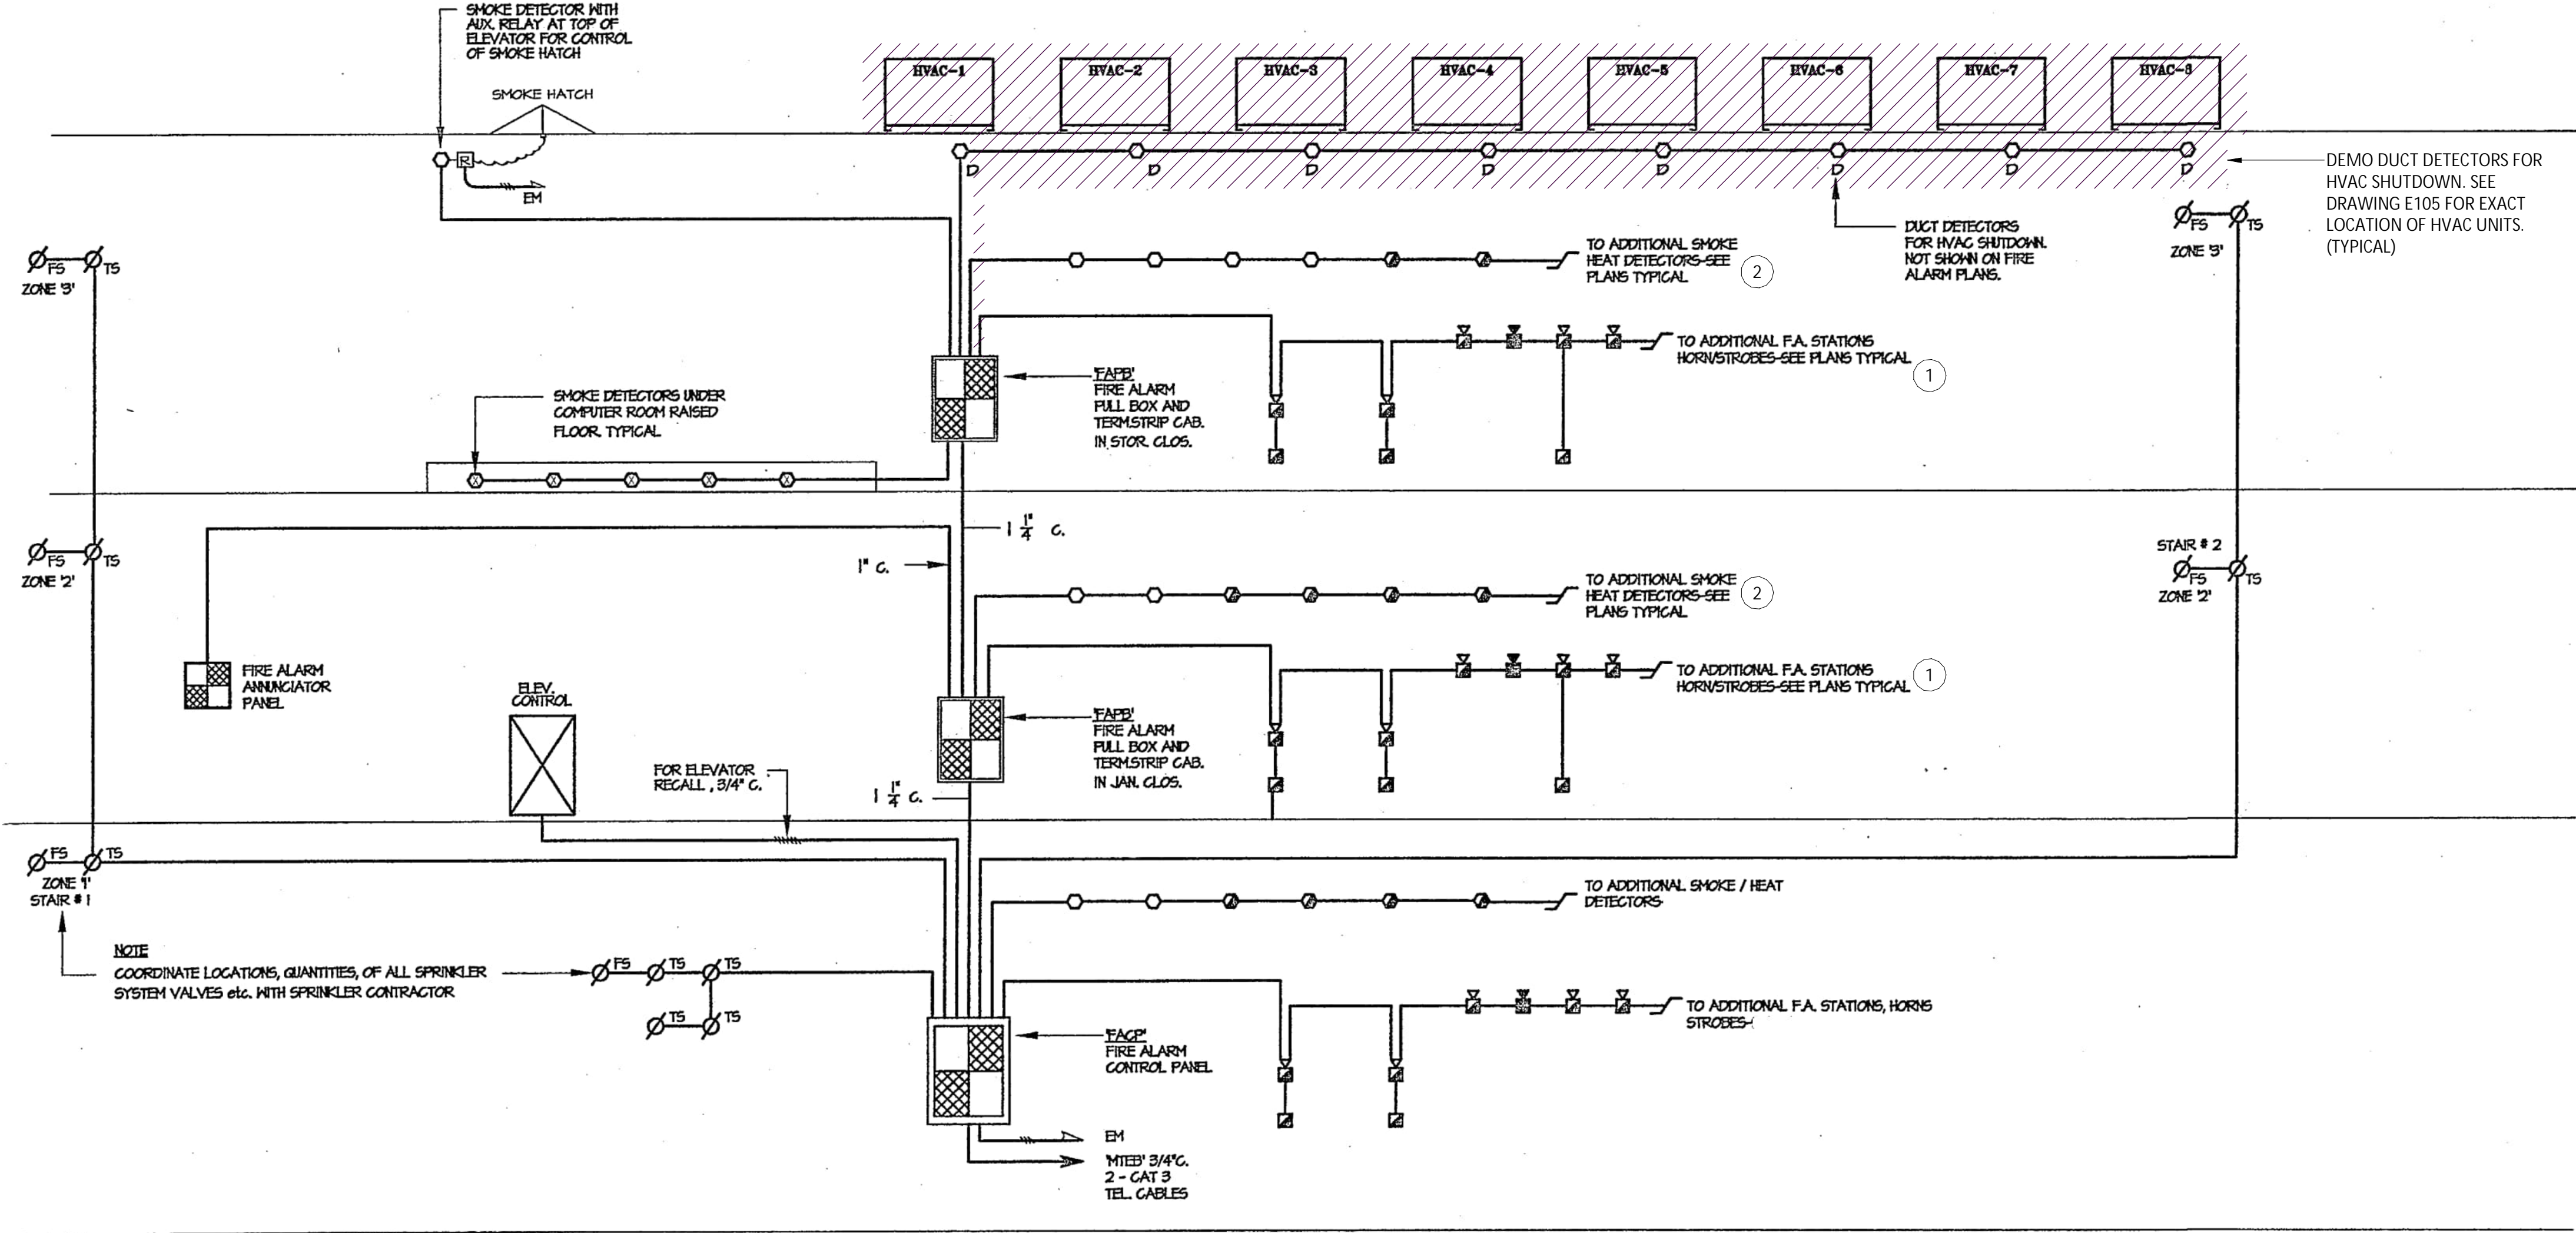 SMOKE DETECTOR WITH
AUX. RELAY AT TOP OF
ELEVATOR FOR CONTROL
OF SMOKE HATCH
SMOKE HATCH
HVAC-1
HVAC-2
HVAC-3
HVAC-4
HVAC-5
HVAC-6
HVAC-7
HVAC-8
R
EM
D
D
D
D
D
D
D
D
DEMO DUCT DETECTORS FOR
HVAC SHUTDOWN. SEE
DRAWING E105 FOR EXACT
LOCATION OF HVAC UNITS.
(TYPICAL)
DUCT DETECTORS
FOR HVAC SHUTDOWN.
NOT SHOWN ON FIRE
ALARM PLANS.
FS
TS
ZONE '3'
FS
TS
ZONE '3'
TO ADDITIONAL SMOKE
HEAT DETECTORS-SEE
PLANS TYPICAL
2
TO ADDITIONAL F.A. STATIONS
HORN/STROBES-SEE PLANS TYPICAL
1
'FAPB'
FIRE ALARM
PULL BOX AND
TERM.STRIP CAB.
IN STOR. CLOS.
SMOKE DETECTORS UNDER
COMPUTER ROOM RAISED
FLOOR. TYPICAL
X
X
X
X
X
1 1/4" C.
1" C.
FS
TS
ZONE '2'
STAIR # 2
FS
TS
ZONE '2'
TO ADDITIONAL SMOKE
HEAT DETECTORS-SEE
PLANS TYPICAL
2
TO ADDITIONAL F.A. STATIONS
HORN/STROBES-SEE PLANS TYPICAL
1
FIRE ALARM
ANNUNCIATOR
PANEL
ELEV.
CONTROL
'FAPB'
FIRE ALARM
PULL BOX AND
TERM.STRIP CAB.
IN JAN. CLOS.
FOR ELEVATOR
RECALL , 3/4" C.
1 1/4" C.
FS
TS
ZONE '1'
STAIR # 1
TO ADDITIONAL SMOKE / HEAT
DETECTORS-
NOTE
COORDINATE LOCATIONS, QUANTITIES, OF ALL SPRINKLER
SYSTEM VALVES etc. WITH SPRINKLER CONTRACTOR
FS
TS
TS
TS
TS
TO ADDITIONAL F.A. STATIONS, HORNS
STROBES-
'FACP'
FIRE ALARM
CONTROL PANEL
EM
'MTEB' 3/4"C.
2 - CAT 3
TEL. CABLES